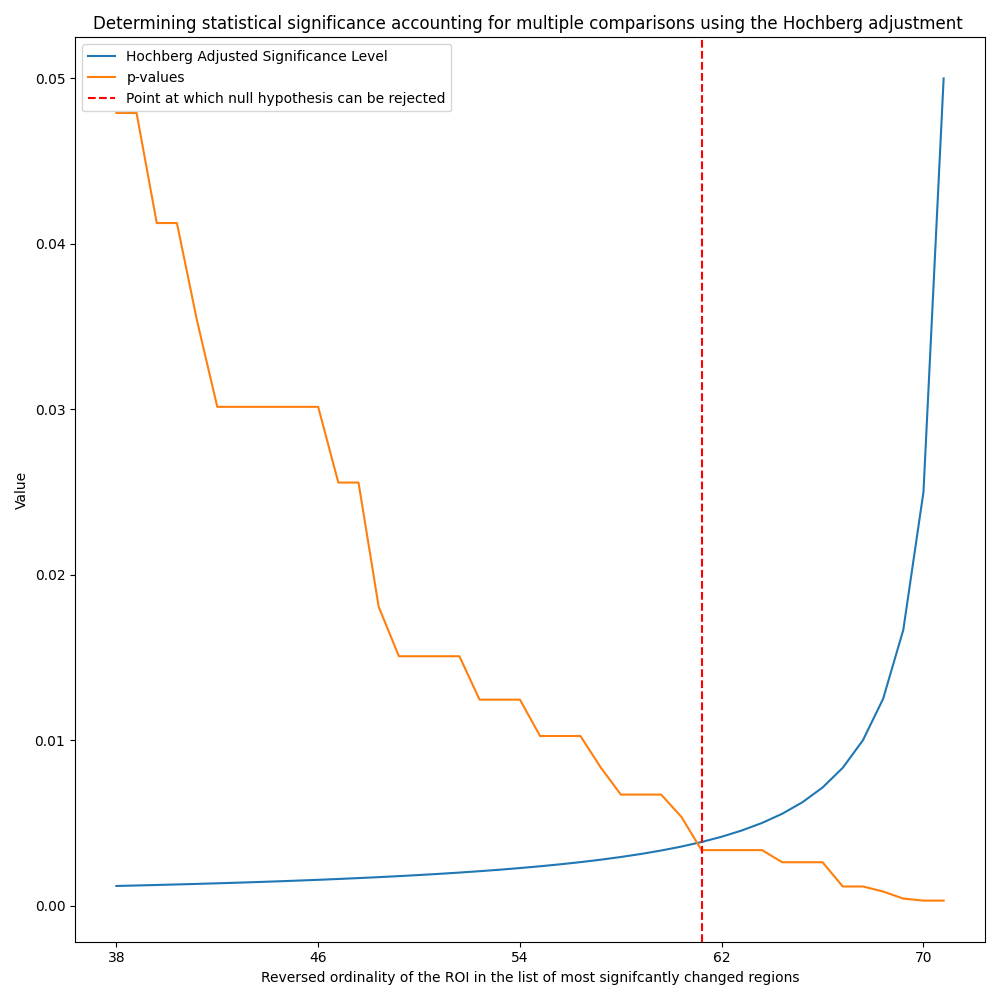 Determining statistical significance accounting for multiple comparisons using the Hochberg adjustment
Hochberg Adjusted Significance Level
p-values
Point at which null hypothesis can be rejected
0.05
0.04
0.03
0.02
0.01
0.00
Value
38 46 54 62 70
Reversed ordinality of the ROI in the list of most signifcantly changed regions